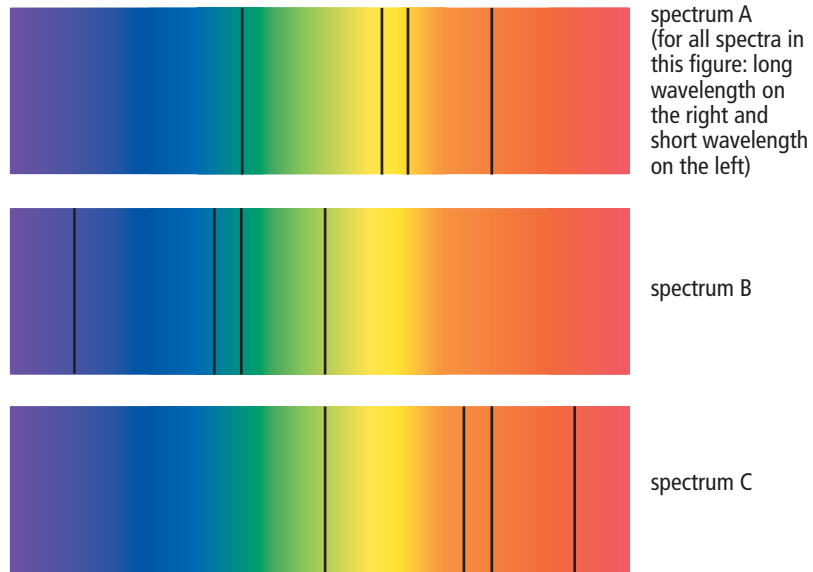 spectrum A
(for all spectra in
this figure: long
wavelength on
the right and
short wavelength
on the left)
spectrum B
spectrum C